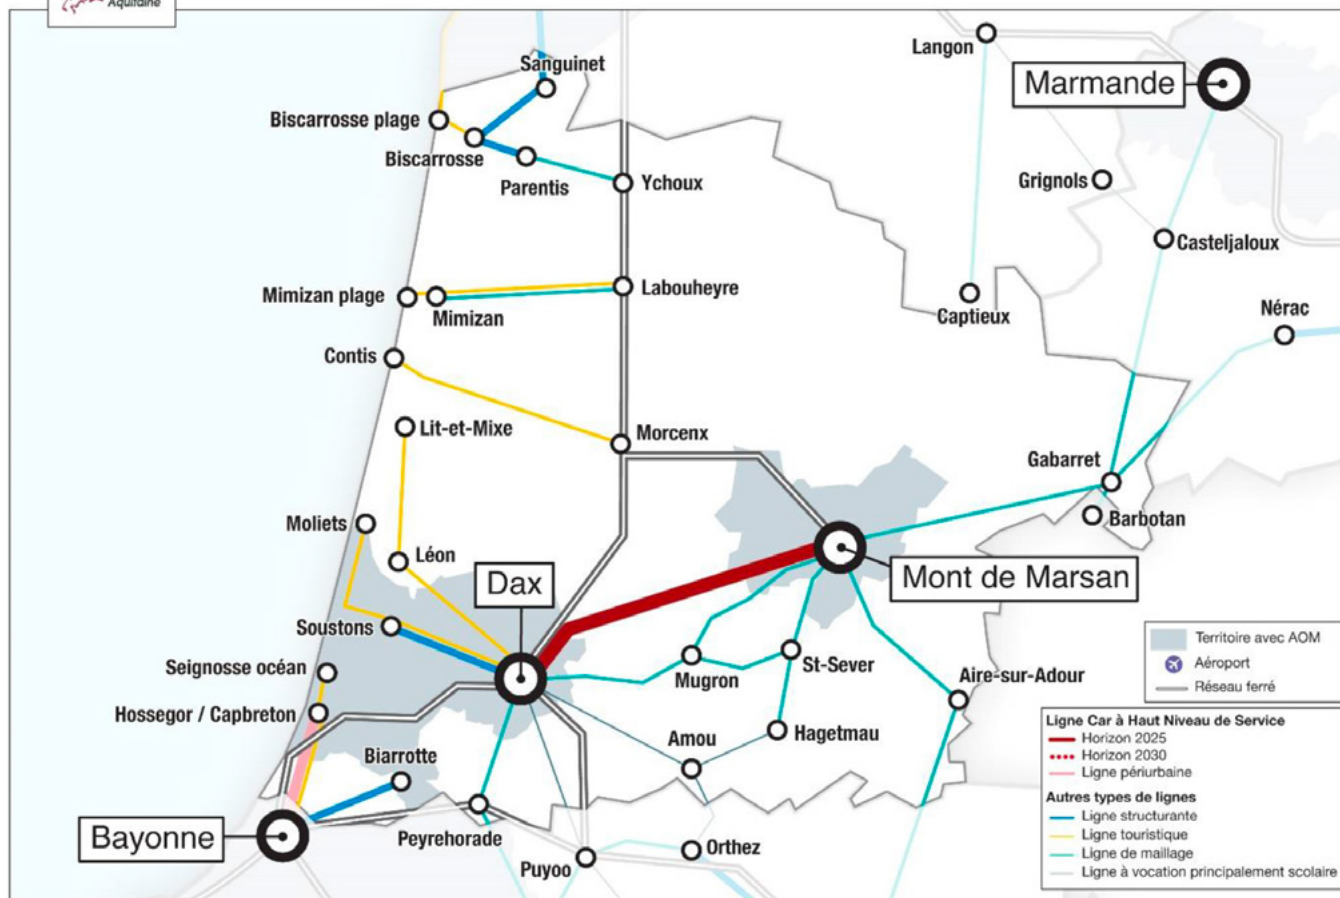 Aquitaine
Langon
Sanguinet
Marmande
Biscarrosse plage
Biscarrosse
Parentis
Ychoux
Grignols
Casteljaloux
Mimizan plage
Mimizan
Labouheyre
Captieux
Nérac
Contis
Lit-et-Mixe
Morcenx
Gabarret
Barbotan
Moliets
Léon
Dax
Mont de Marsan
Soustons
Seignosse océan
Hossegor / Capbreton
Mugron
St-Sever
Aire-sur-Adour
Biarrotte
Amou
Hagetmau
Bayonne
Peyrehorade
Puyoo
Orthez
Territoire avec AOM
Aéroport
Réseau ferré
Ligne Car à Haut Niveau de Service
Horizon 2025
Horizon 2030
Ligne périurbaine
Autres types de lignes
Ligne structurante
Ligne touristique
Ligne de maillage
Ligne à vocation principalement scolaire